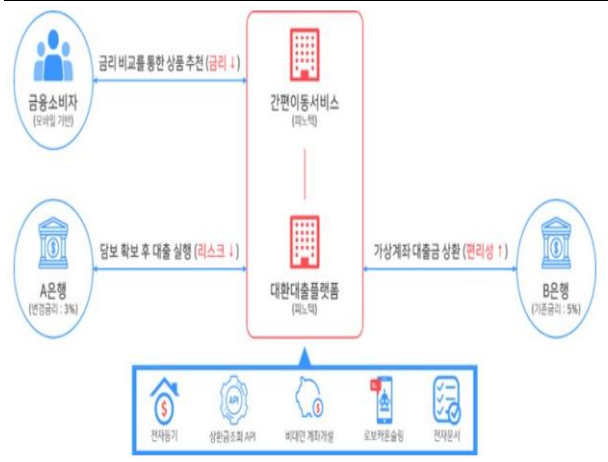 금리 비교를 통한 상품 추천 (금리 ↓)
금융소비자
(모바일 기반)
간편이동서비스
(피노텍)
담보 확보 후 대출 실행 (리스크 ↓)
가상계좌 대출금 상환 (편리성 ↑)
A은행
(변경금리 : 3%)
대환대출플랫폼
(피노텍)
B은행
(기존금리 : 5%)
API
전자등기
상환금조회 API
비대면 계좌개설
로보카운슬링
전자문서